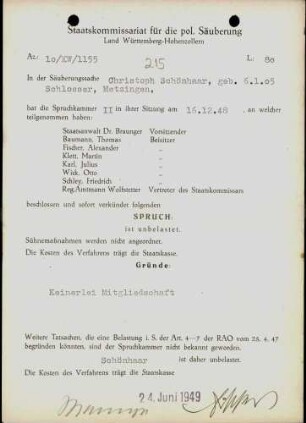 Staatskommissariat für die pol. Säuberung
Land Württemberg-Hohenzollern
Az: 10/XV/1155
215
L: 80
In der Säuberungssache Christoph Schönhaar, geb. 6.1.05
Schlosser, Metzingen,
hat die Spruchkammer II in ihrer Sitzung am 16.12.48, an welcher
teilgenommen haben:
Staatsanwalt Dr. Braunger Vorsitzender
Baumann, Thomas Beisitzer
Fischer, Alexander "
Klett, Martin "
Karl, Julius "
Wisk, Otto "
Schley, Friedrich "
Reg.Amtmann Vertreter des Staatskommissars
beschlossen und sofort verkündet folgenden
SPRUCH:
ist unbelastet.
Sühnemaßnahmen werden nicht angeordnet.
Die Kosten des Verfahrens trägt die Staatskasse.
Gründe:
Keinerlei Mitgliedschaft
Weitere Tatsachen, die eine Belastung i. S. der Art. 4—7 der RAO vom 28. 4. 47
begründen könnten, sind der Spruchkammer nicht bekannt geworden.
Schönhaar ist daher unbelastet.
Die Kosten des Verfahrens trägt die Staatskasse
24. Juni 1949